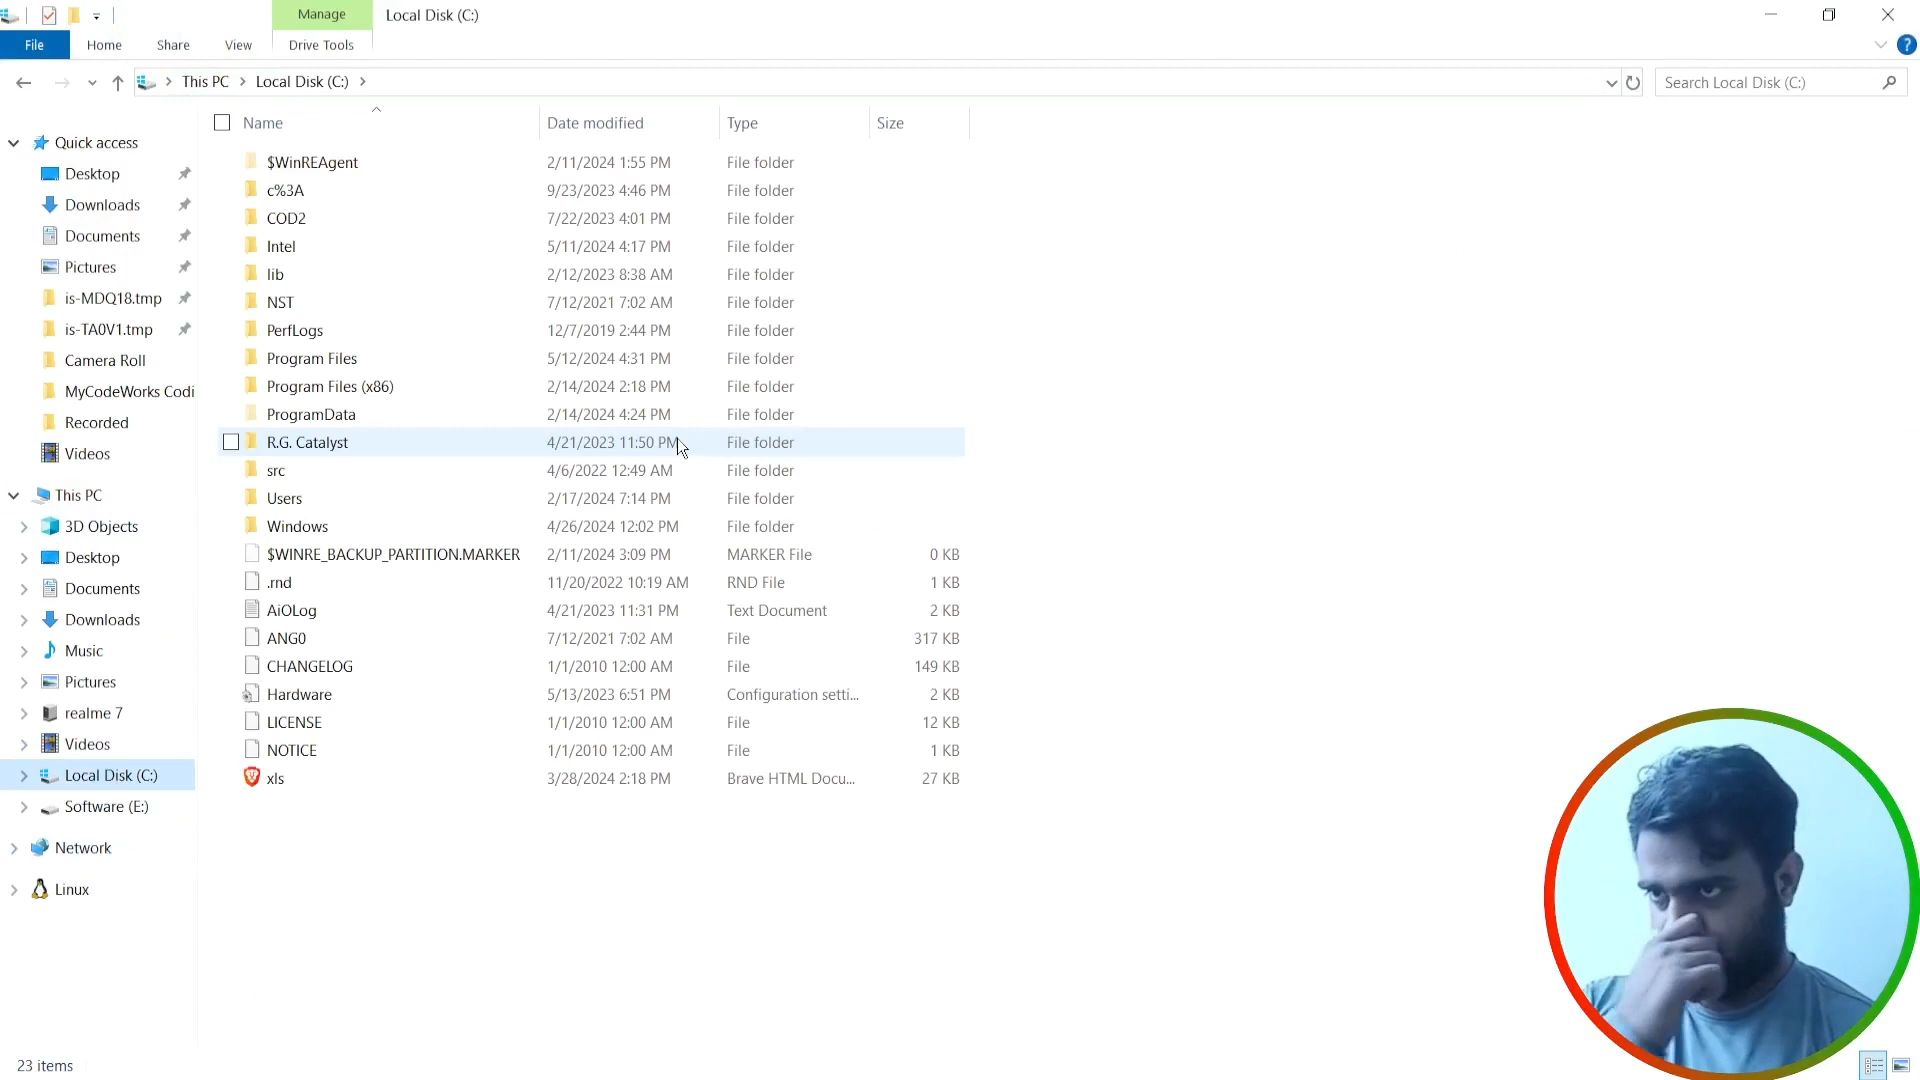 Manage
Local Disk (C:)
File
Home
Share
View
Drive Tools
This PC
Local Disk (C:)
Search Local Disk (C:)
Name
Date modified
Type
Size
Quick access
Desktop
Downloads
Documents
Pictures
is-MDQ18.tmp
is-TA0V1.tmp
Camera Roll
MyCodeWorks Codi
Recorded
Videos
This PC
3D Objects
Desktop
Documents
Downloads
Music
Pictures
realme 7
Videos
Local Disk (C:)
Software (E:)
Network
Linux
$WinREAgent 2/11/2024 1:55 PM File folder
c%3A 9/23/2023 4:46 PM File folder
COD2 7/22/2023 4:01 PM File folder
Intel 5/11/2024 4:17 PM File folder
lib 2/12/2023 8:38 AM File folder
NST 7/12/2021 7:02 AM File folder
PerfLogs 12/7/2019 2:44 PM File folder
Program Files 5/12/2024 4:31 PM File folder
Program Files (x86) 2/14/2024 2:18 PM File folder
ProgramData 2/14/2024 4:24 PM File folder
R.G. Catalyst 4/21/2023 11:50 PM File folder
src 4/6/2022 12:49 AM File folder
Users 2/17/2024 7:14 PM File folder
Windows 4/26/2024 12:02 PM File folder
$WINRE_BACKUP_PARTITION.MARKER 2/11/2024 3:09 PM MARKER File 0 KB
.rnd 11/20/2022 10:19 AM RND File 1 KB
AiOLog 4/21/2023 11:31 PM Text Document 2 KB
ANG0 7/12/2021 7:02 AM File 317 KB
CHANGELOG 1/1/2010 12:00 AM File 149 KB
Hardware 5/13/2023 6:51 PM Configuration setti... 2 KB
LICENSE 1/1/2010 12:00 AM File 12 KB
NOTICE 1/1/2010 12:00 AM File 1 KB
xls 3/28/2024 2:18 PM Brave HTML Docu... 27 KB
23 items